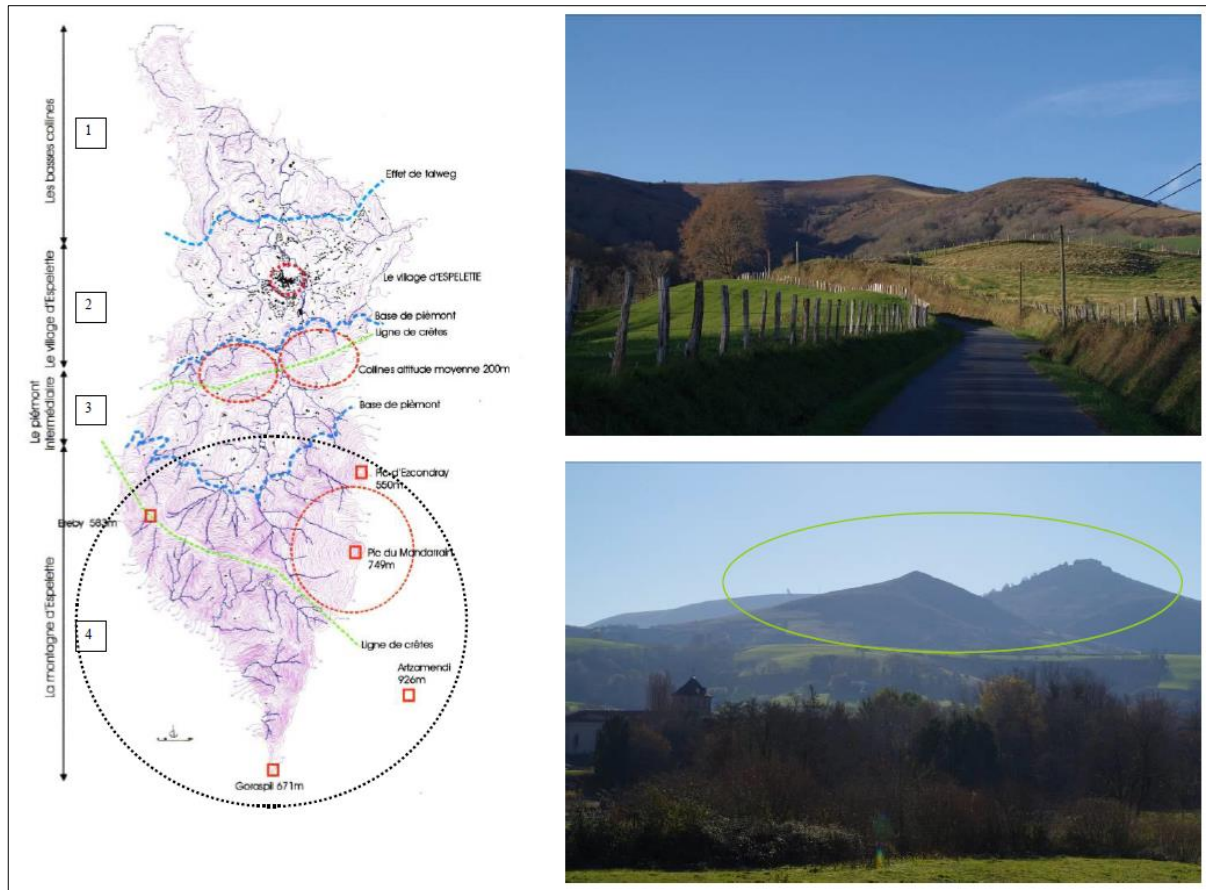 Les basses collines
1
Effet de talweg
Le village d'Espelette
2
Le village d'ESPELETTE
Base de piémont
Ligne de crêtes
Collines altitude moyenne 200m
Le piémont
intermédiaire
3
Base de piémont
Pic d'Ezcondray
550m
Ereby 583m
Pic du Mondarrain
749m
La montagne d'Espelette
4
Ligne de crêtes
Artzamendi
926m
Goraspil 671m